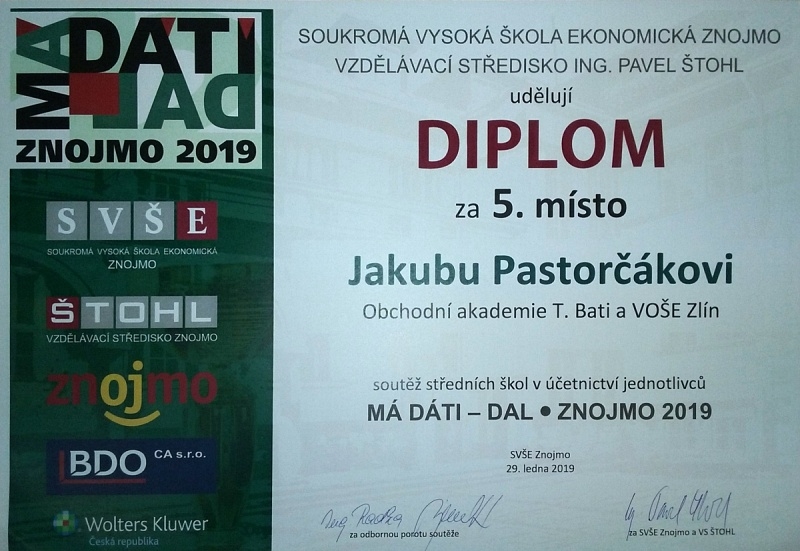 MÁ DÁTI
DAL
ZNOJMO 2019
SVŠE
SOUKROMÁ VYSOKÁ ŠKOLA EKONOMICKÁ
ZNOJMO
ŠTOHL
VZDĚLÁVACÍ STŘEDISKO ZNOJMO
znojmo
BDO CA s.r.o.
Wolters Kluwer
Česká republika
SOUKROMÁ VYSOKÁ ŠKOLA EKONOMICKÁ ZNOJMO
VZDĚLÁVACÍ STŘEDISKO ING. PAVEL ŠTOHL
udělují
DIPLOM
za 5. místo
Jakubu Pastorčákovi
Obchodní akademie T. Bati a VOŠE Zlín
soutěž středních škol v účetnictví jednotlivců
MÁ DÁTI – DAL ● ZNOJMO 2019
SVŠE Znojmo
29. ledna 2019
za odbornou porotu soutěže
za SVŠE Znojmo a VS ŠTOHL